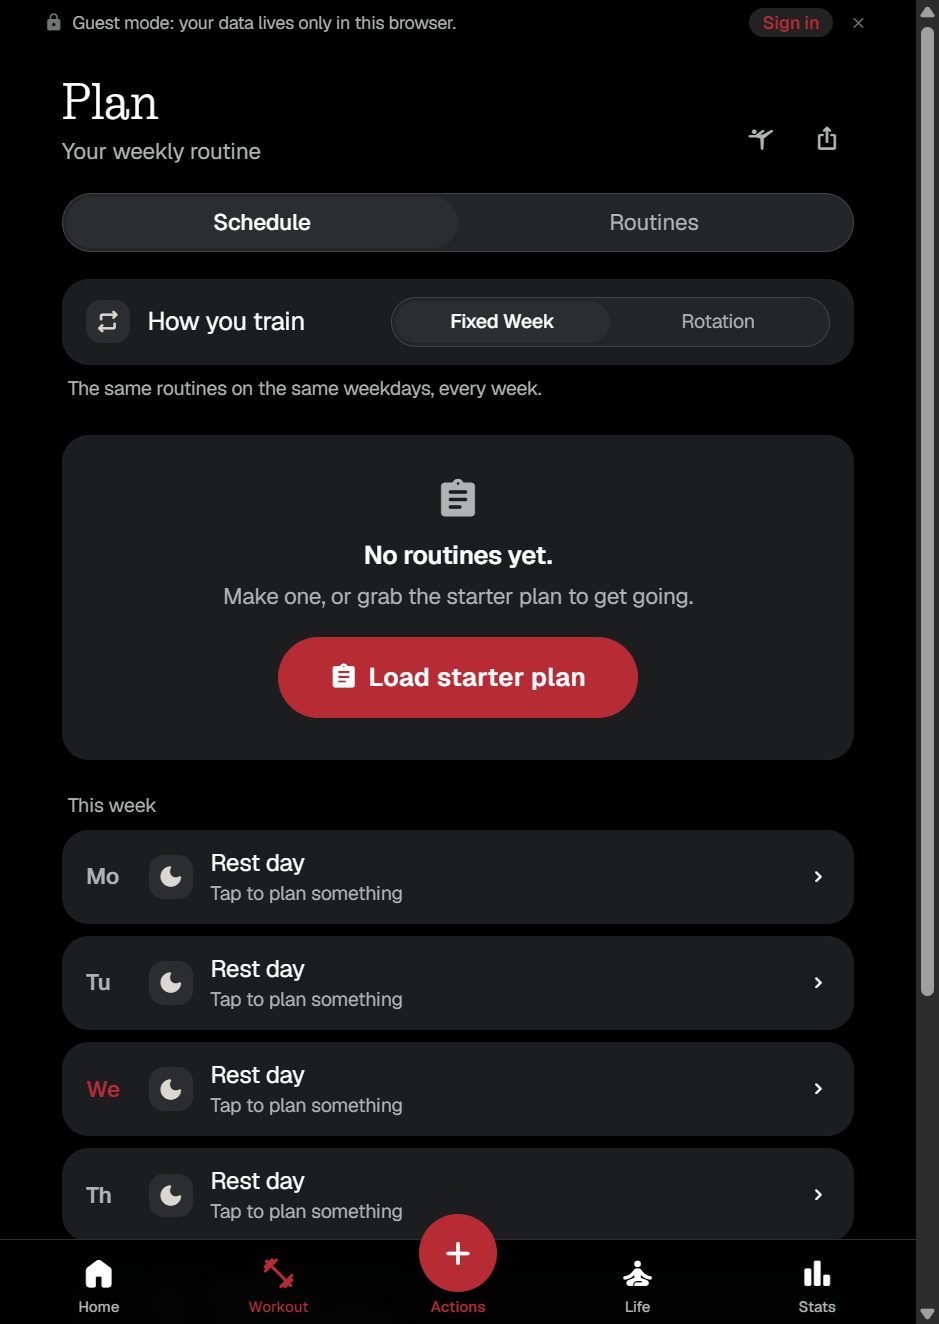 Guest mode: your data lives only in this browser.
Sign in
Plan
Your weekly routine
Schedule
Routines
How you train
Fixed Week
Rotation
The same routines on the same weekdays, every week.
No routines yet.
Make one, or grab the starter plan to get going.
Load starter plan
This week
Mo
Rest day
Tap to plan something
Tu
Rest day
Tap to plan something
We
Rest day
Tap to plan something
Th
Rest day
Tap to plan something
Home
Workout
Actions
Life
Stats